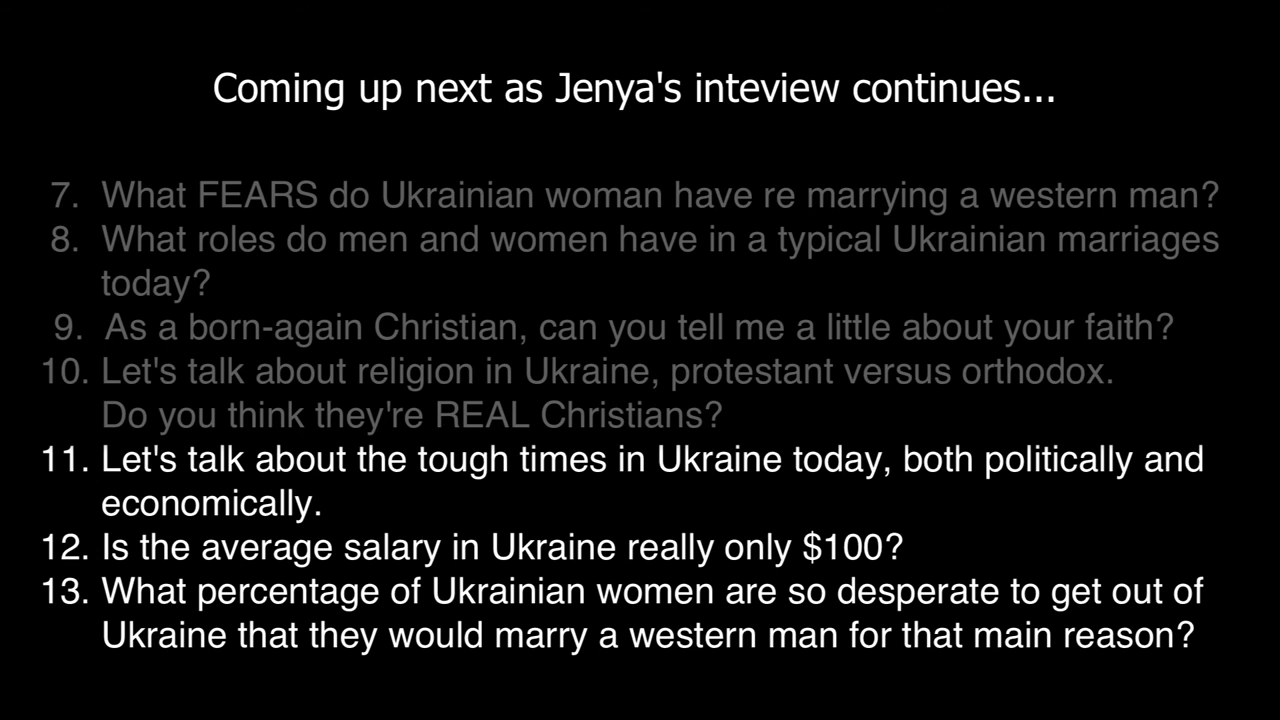 Coming up next as Jenya's inteview continues...
7. What FEARS do Ukrainian woman have re marrying a western man?
8. What roles do men and women have in a typical Ukrainian marriages
today?
9. As a born-again Christian, can you tell me a little about your faith?
10. Let's talk about religion in Ukraine, protestant versus orthodox.
Do you think they're REAL Christians?
11. Let's talk about the tough times in Ukraine today, both politically and
economically.
12. Is the average salary in Ukraine really only $100?
13. What percentage of Ukrainian women are so desperate to get out of
Ukraine that they would marry a western man for that main reason?